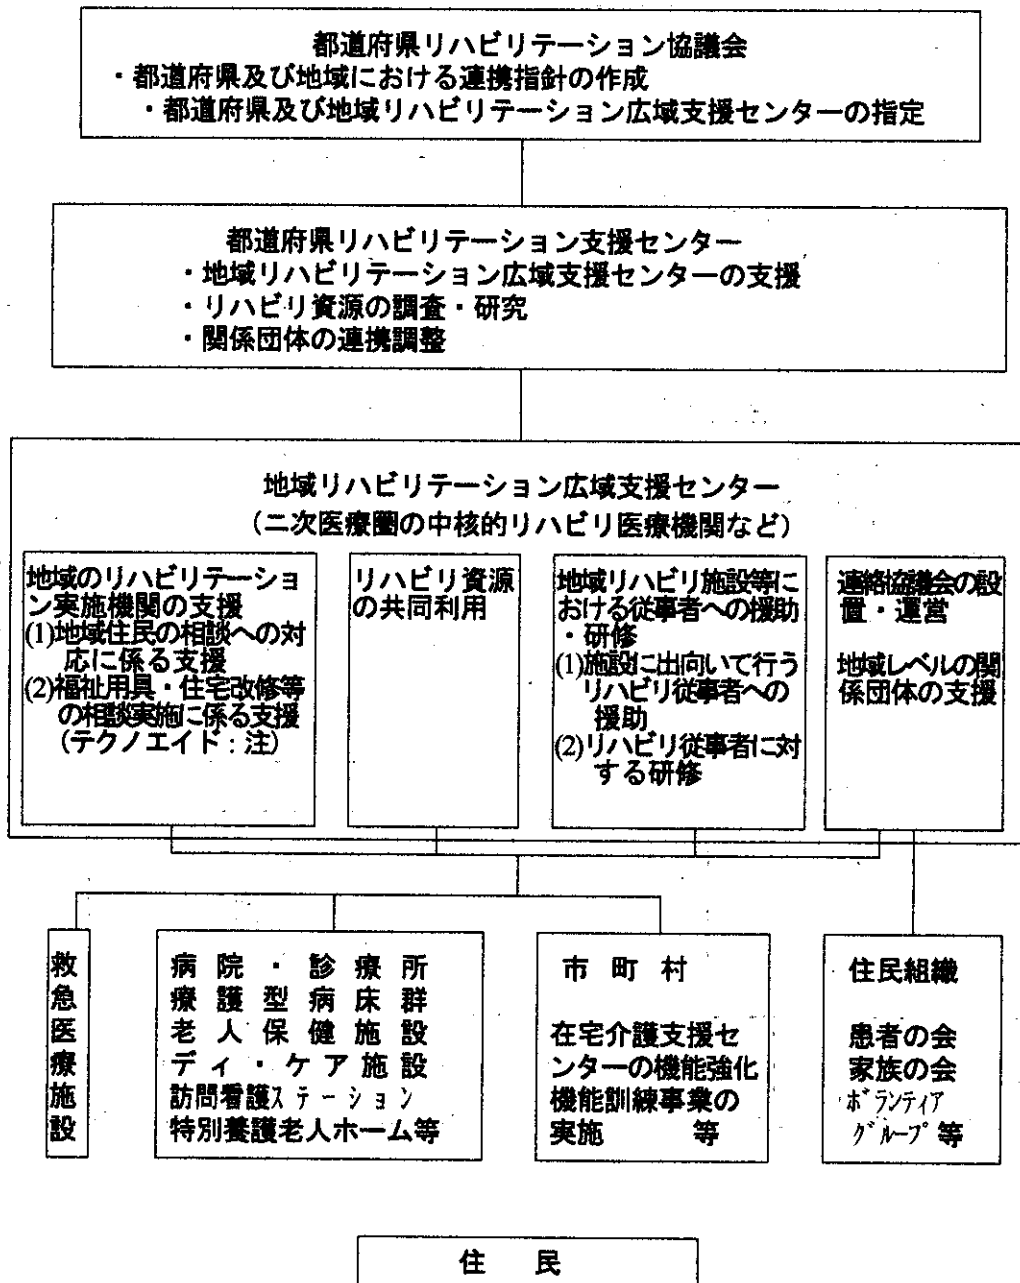 都道府県リハビリテーション協議会
・都道府県及び地域における連携指針の作成
・都道府県及び地域リハビリテーション広域支援センターの指定
都道府県リハビリテーション支援センター
・地域リハビリテーション広域支援センターの支援
・リハビリ資源の調査・研究
・関係団体の連携調整
地域リハビリテーション広域支援センター
（二次医療圏の中核的リハビリ医療機関など）
地域のリハビリテーショ
ン実施機関の支援
(1)地域住民の相談への対
応に係る支援
(2)福祉用具・住宅改修等
の相談実施に係る支援
（テクノエイド：注）
リハビリ資源
の共同利用
地域リハビリ施設等に
おける従事者への援助
・研修
(1)施設に出向いて行う
リハビリ従事者への
援助
(2)リハビリ従事者に対
する研修
連絡協議会の設
置・運営
地域レベルの関
係団体の支援
救急医療施設
病院・診療所
療護型病床群
老人保健施設
ディ・ケア施設
訪問看護ステーション
特別養護老人ホーム等
市町村
在宅介護支援セ
ンターの機能強化
機能訓練事業の
実施 等
住民組織
患者の会
家族の会
ボランティア
グループ等
住 民